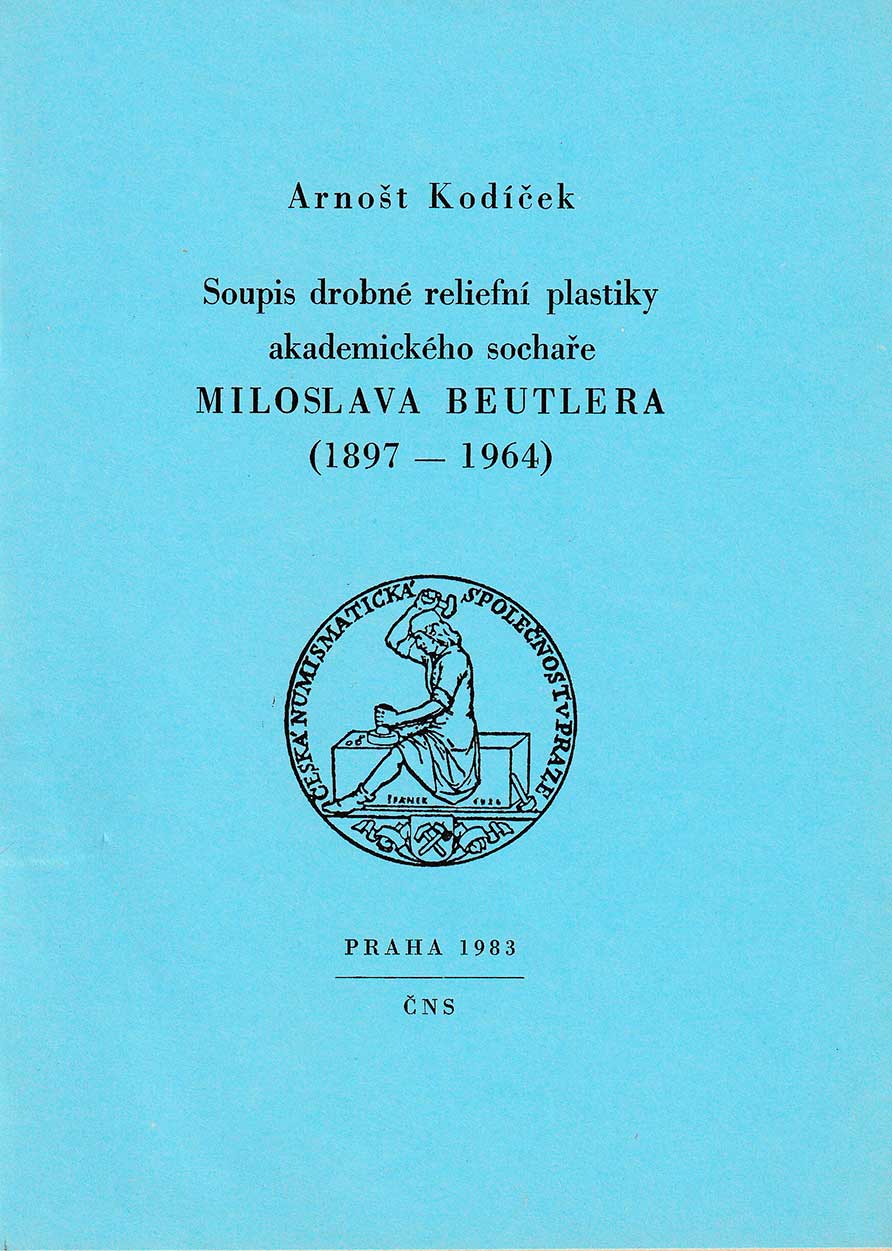 Arnošt Kodíček
Soupis drobné reliefní plastiky
akademického sochaře
MILOSLAVA BEUTLERA
(1897 — 1964)
ČESKÁ NUMISMATICKÁ SPOLEČNOST V PRAZE
ŠPANIEL
PRAHA 1983
ČNS